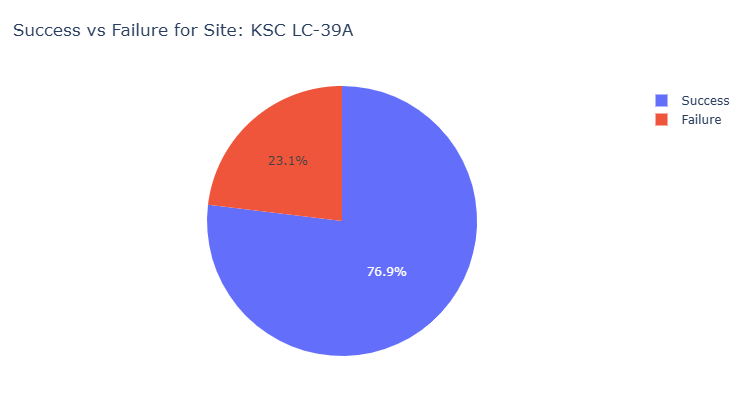 Success vs Failure for Site: KSC LC-39A
Success
Failure
23.1%
76.9%